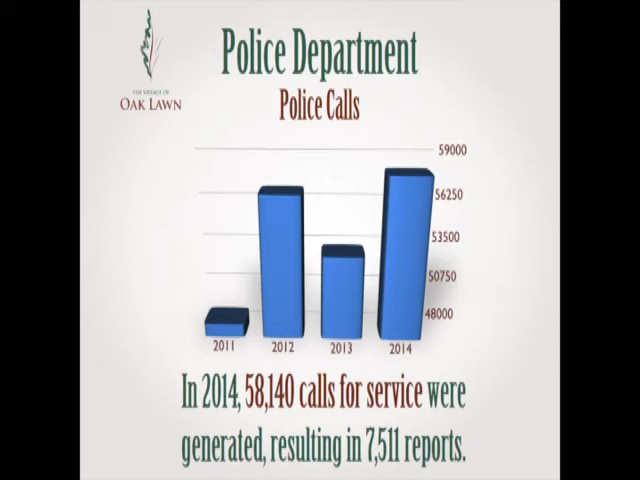 THE VILLAGE OF
OAK LAWN
Police Department
Police Calls
59000
56250
53500
50750
48000
2011 2012 2013 2014
In 2014, 58,140 calls for service were
generated, resulting in 7,511 reports.